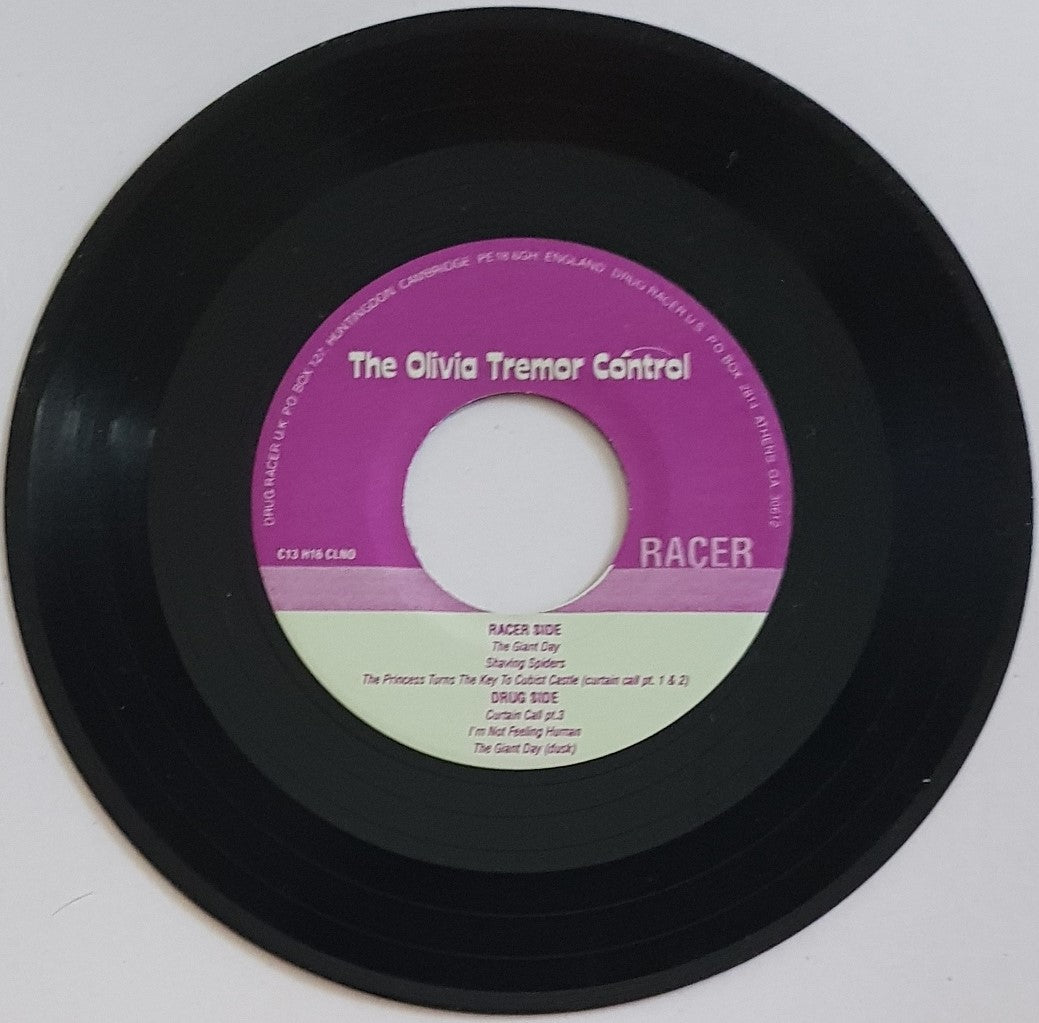 DRUG RACER U.K PO BOX 127 HUNTINGDON CAMBRIDGE PE18 6GH ENGLAND DRUG RACER U.S. PO BOX 2814 ATHENS GA 30612
The Olivia Tremor Control
C13 H16 CLNO
RACER
RACER SIDE
The Giant Day
Shaving Spiders
The Princess Turns The Key To Cubist Castle (curtain call pt. 1 & 2)
DRUG SIDE
Curtain Call pt.3
I'm Not Feeling Human
The Giant Day (dusk)